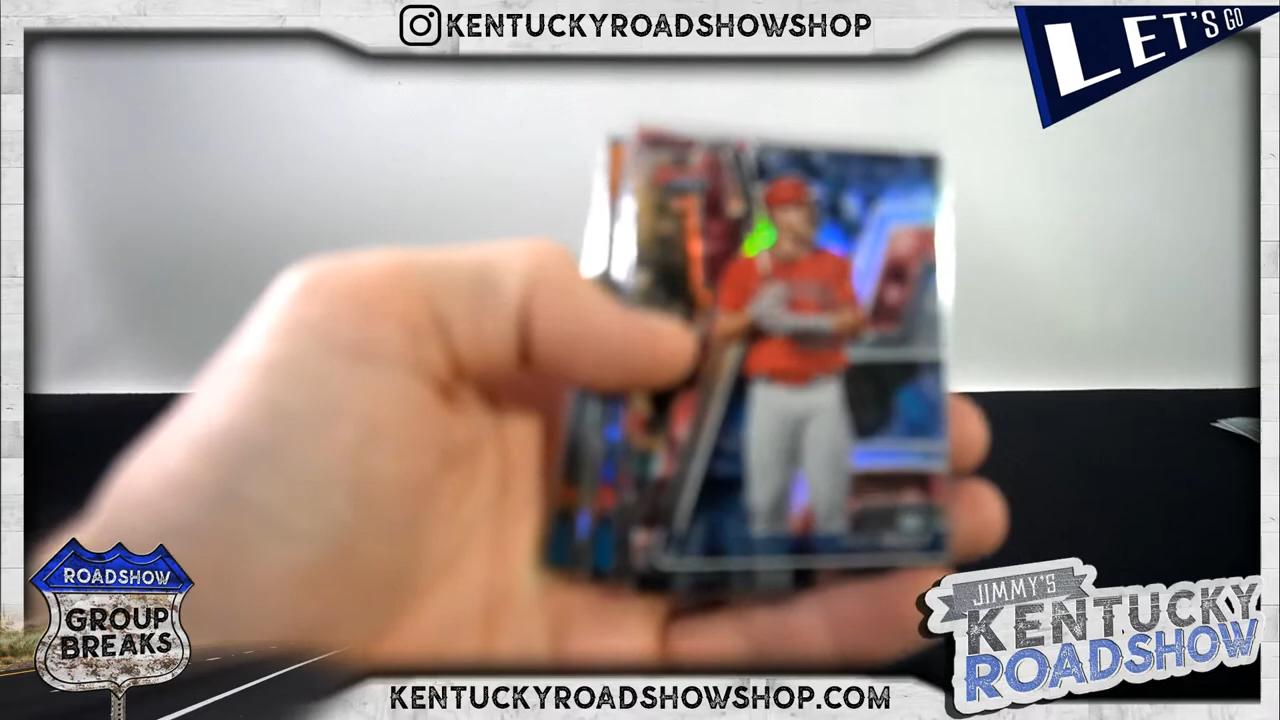 KENTUCKYROADSHOWSHOP
LET'S GO
ROADSHOW
GROUP
BREAKS
JIMMY'S
KENTUCKY
ROADSHOW
KENTUCKYROADSHOWSHOP.COM